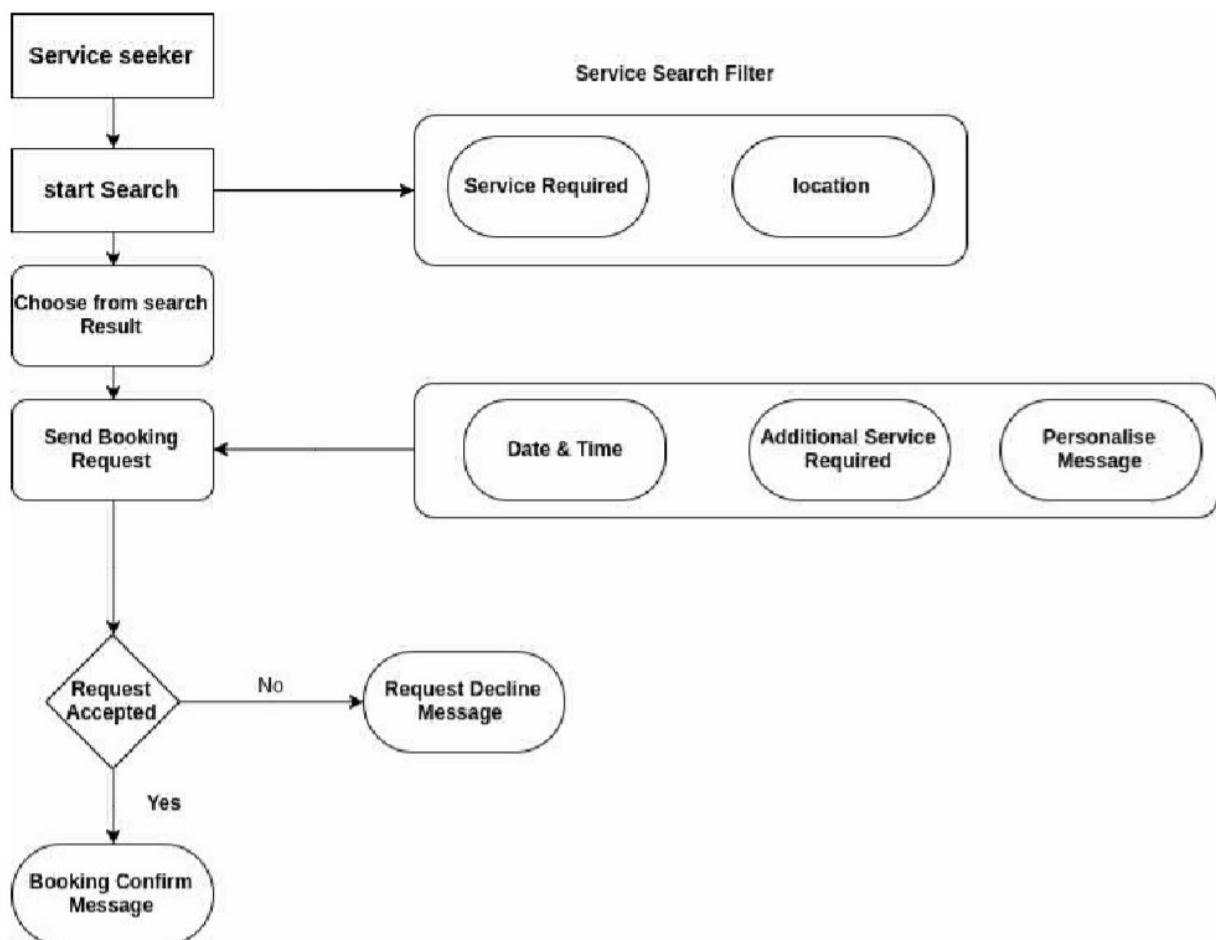 Service seeker
Service Search Filter
start Search
Service Required
location
Choose from search
Result
Send Booking
Request
Date & Time
Additional Service
Required
Personalise
Message
Request
Accepted
No
Request Decline
Message
Yes
Booking Confirm
Message